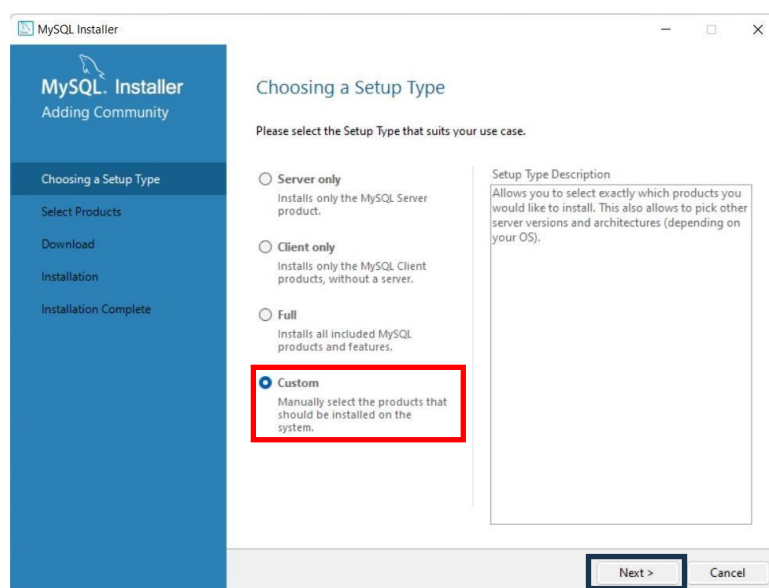 MySQL Installer
MySQL. Installer
Adding Community
Choosing a Setup Type
Select Products
Download
Installation
Installation Complete
Choosing a Setup Type
Please select the Setup Type that suits your use case.
Server only
Installs only the MySQL Server
product.
Client only
Installs only the MySQL Client
products, without a server.
Full
Installs all included MySQL
products and features.
Custom
Manually select the products that
should be installed on the
system.
Setup Type Description
Allows you to select exactly which products you
would like to install. This also allows to pick other
server versions and architectures (depending on
your OS).
Next >
Cancel